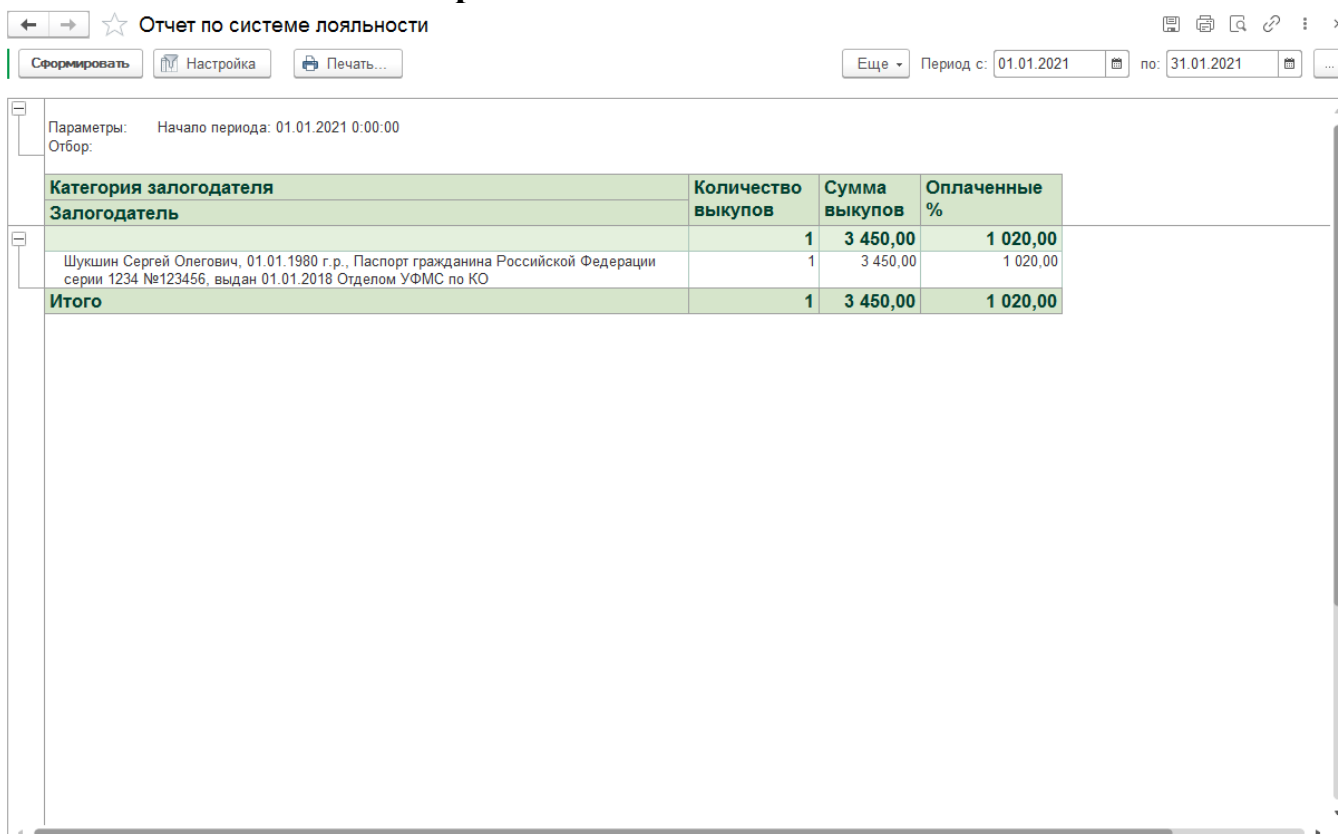 Отчет по системе лояльности
Сформировать Настройка Печать... Еще Период с: 01.01.2021 по: 31.01.2021 ...
Параметры: Начало периода: 01.01.2021 0:00:00
Отбор:
Категория залогодателя Количество выкупов Сумма выкупов Оплаченные %
Залогодатель
1 3 450,00 1 020,00
Шукшин Сергей Олегович, 01.01.1980 г.р., Паспорт гражданина Российской Федерации 1 3 450,00 1 020,00
серии 1234 №123456, выдан 01.01.2018 Отделом УФМС по КО
Итого 1 3 450,00 1 020,00